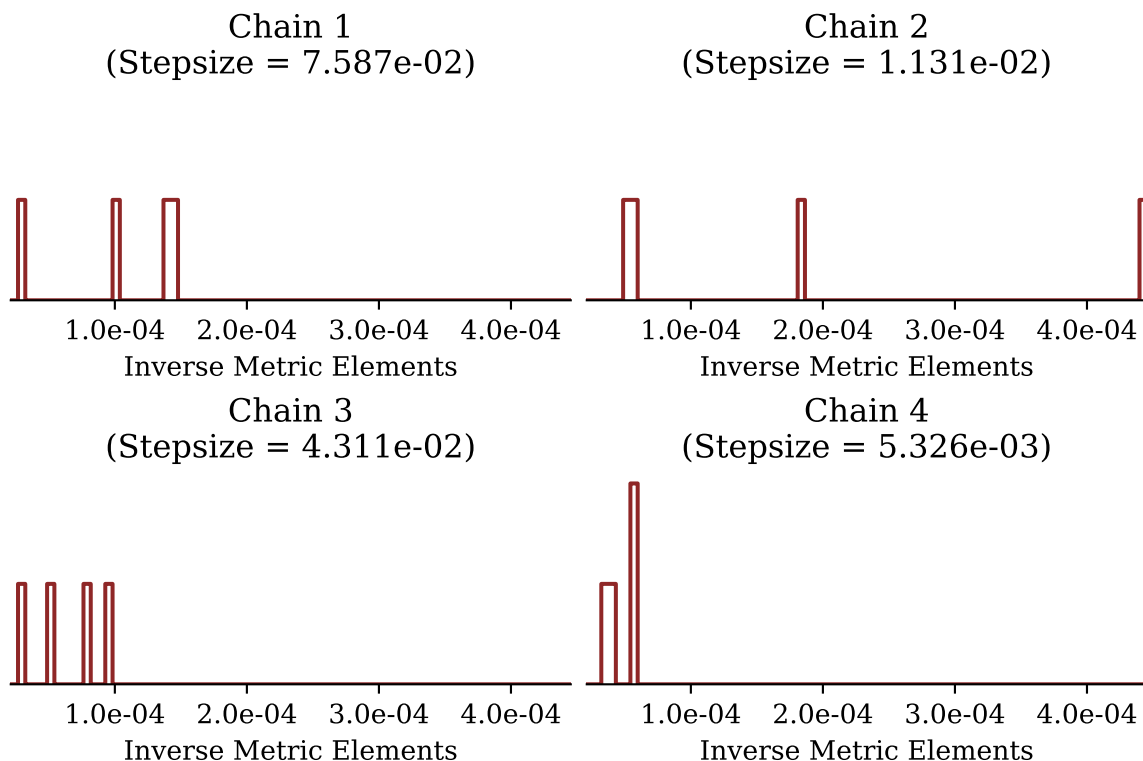 Chain 1
(Stepsize = 7.587e-02)
1.0e-04 2.0e-04 3.0e-04 4.0e-04
Inverse Metric Elements
Chain 2
(Stepsize = 1.131e-02)
1.0e-04 2.0e-04 3.0e-04 4.0e-04
Inverse Metric Elements
Chain 3
(Stepsize = 4.311e-02)
1.0e-04 2.0e-04 3.0e-04 4.0e-04
Inverse Metric Elements
Chain 4
(Stepsize = 5.326e-03)
1.0e-04 2.0e-04 3.0e-04 4.0e-04
Inverse Metric Elements